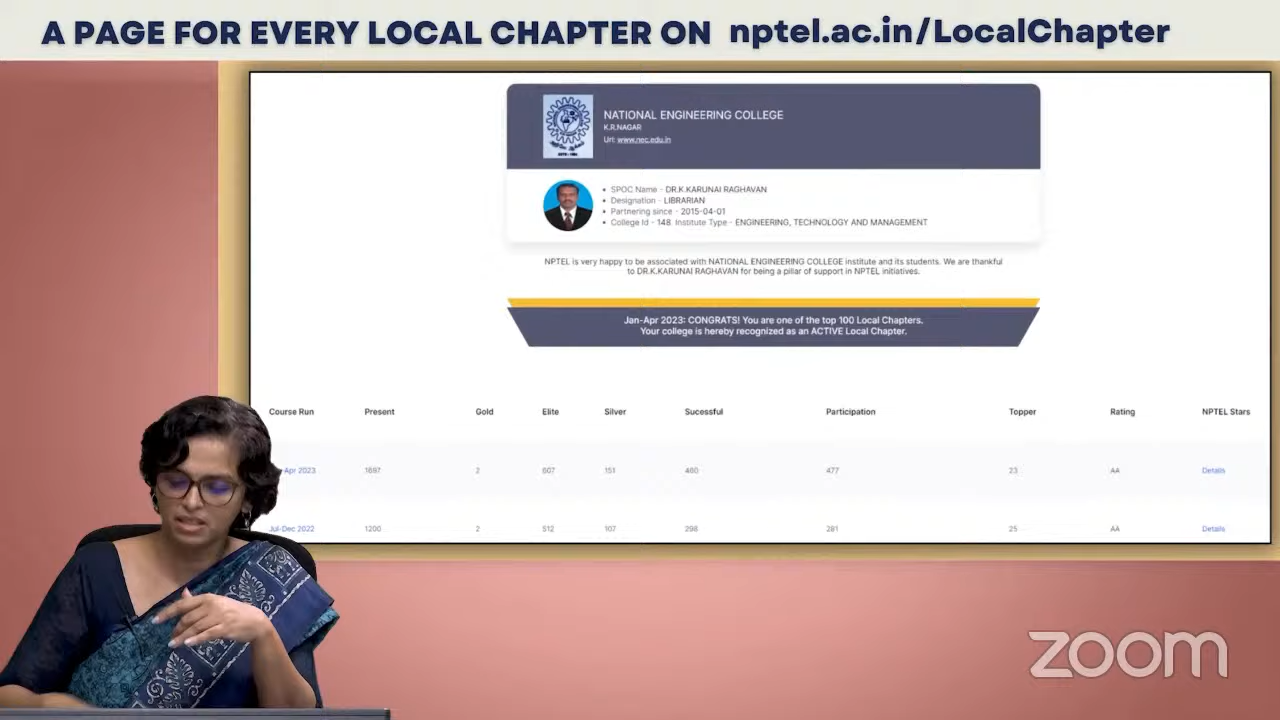 A PAGE FOR EVERY LOCAL CHAPTER ON nptel.ac.in/LocalChapter
NATIONAL ENGINEERING COLLEGE
K.R.NAGAR
Url: www.nec.edu.in
• SPOC Name - DR.K.KARUNAI RAGHAVAN
• Designation - LIBRARIAN
• Partnering since - 2015-04-01
• College Id - 148 Institute Type - ENGINEERING, TECHNOLOGY AND MANAGEMENT
NPTEL is very happy to be associated with NATIONAL ENGINEERING COLLEGE institute and its students. We are thankful
to DR.K.KARUNAI RAGHAVAN for being a pillar of support in NPTEL initiatives.
Jan-Apr 2023: CONGRATS! You are one of the top 100 Local Chapters.
Your college is hereby recognized as an ACTIVE Local Chapter.
Course Run Present Gold Elite Silver Sucessful Participation Topper Rating NPTEL Stars
-Apr 2023 1697 2 607 151 460 477 23 AA Details
Jul-Dec 2022 1200 2 512 107 298 281 25 AA Details
zoom